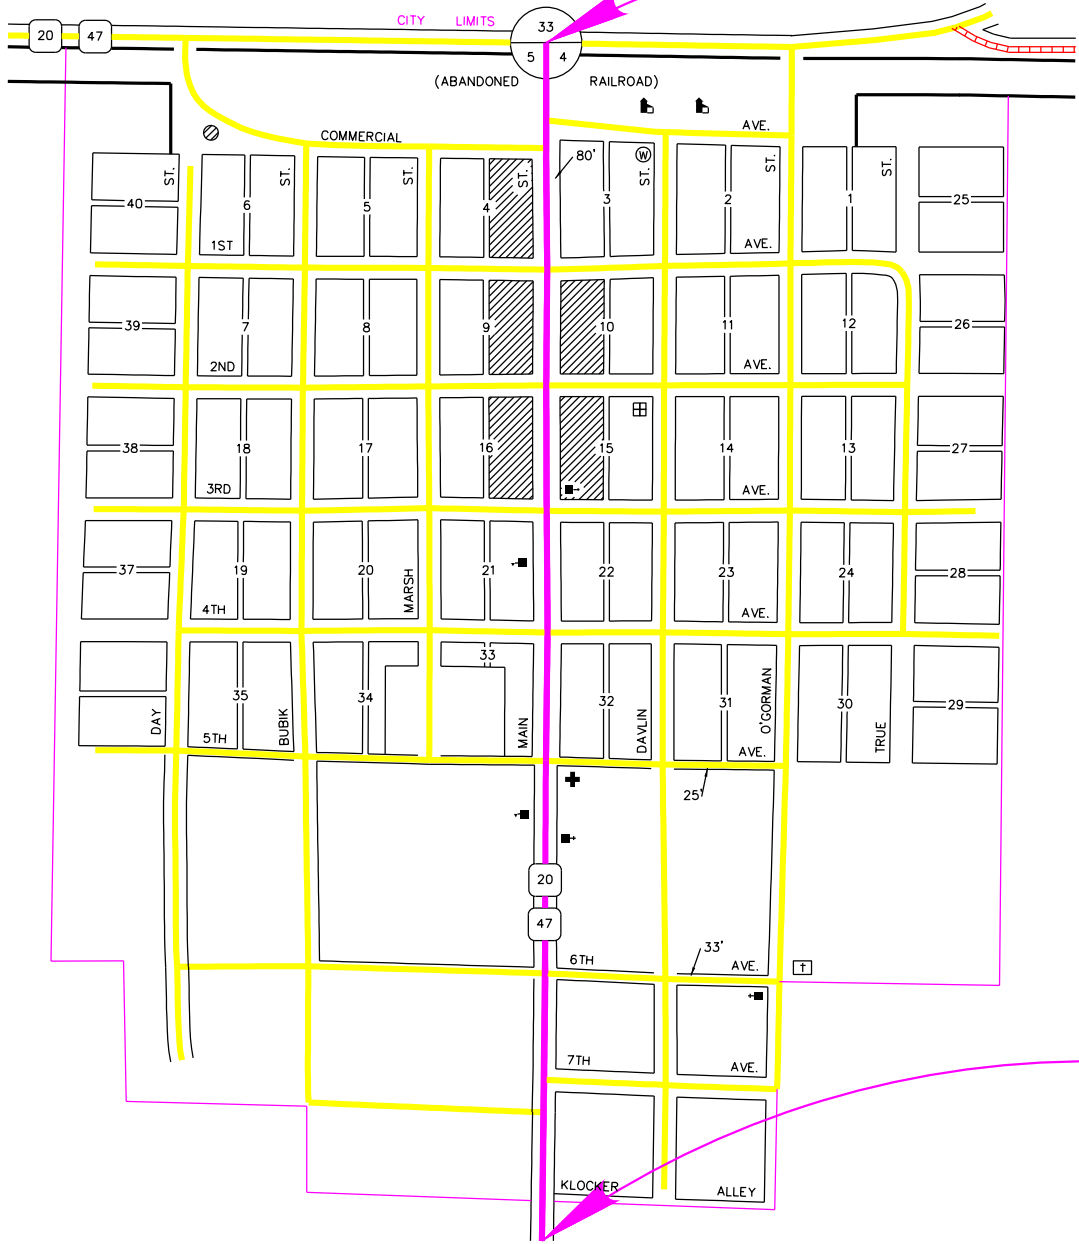 CITY LIMITS
33
20 47
5 4
(ABANDONED RAILROAD)
COMMERCIAL AVE.
ST. ST. ST. ST. 80' W ST. ST. ST.
40 6 5 4 3 2 1 25
1ST AVE.
39 7 8 9 10 11 12 26
2ND AVE.
38 18 17 16 15 14 13 27
3RD AVE.
37 19 20 21 22 23 24 28
MARSH
4TH AVE.
33
35 34 32 31 30 29
DAY BUBIK MAIN DAVLIN O'GORMAN TRUE
5TH AVE.
25'
20
47
33'
6TH AVE.
7TH AVE.
KLOCKER ALLEY